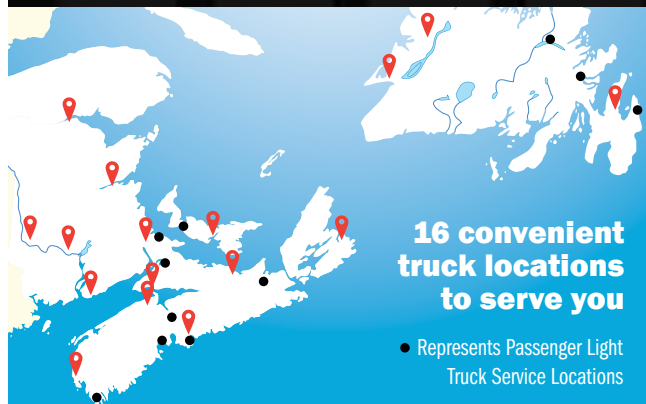 16 convenient
truck locations
to serve you
Represents Passenger Light
Truck Service Locations